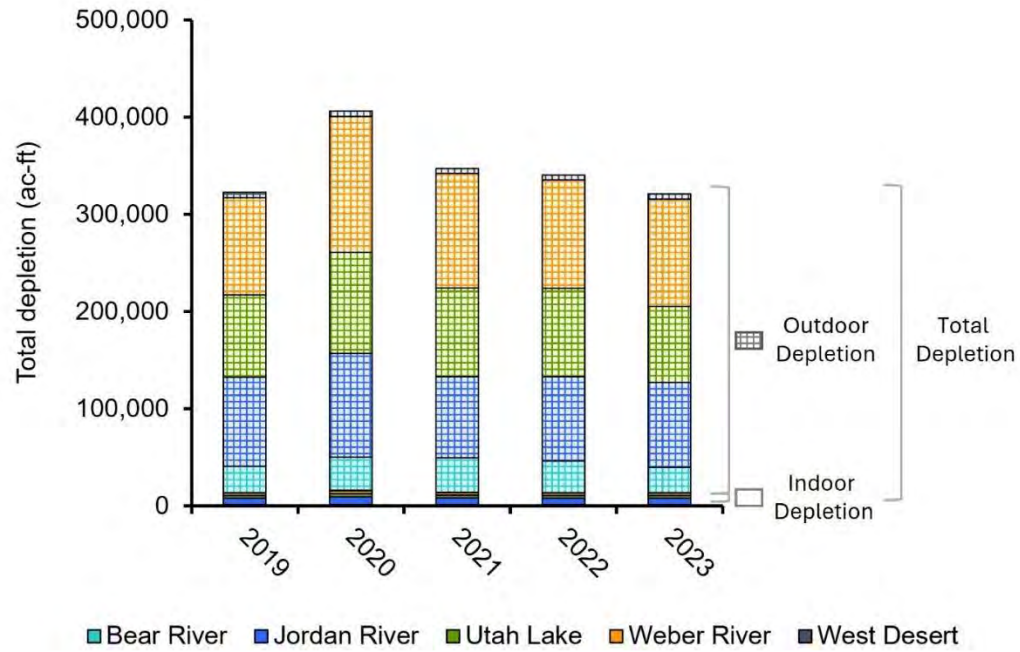 500,000
400,000
300,000
200,000
100,000
0
Total depletion (ac-ft)
2019
2020
2021
2022
2023
Outdoor
Depletion
Total
Depletion
Indoor
Depletion
Bear River Jordan River Utah Lake Weber River West Desert